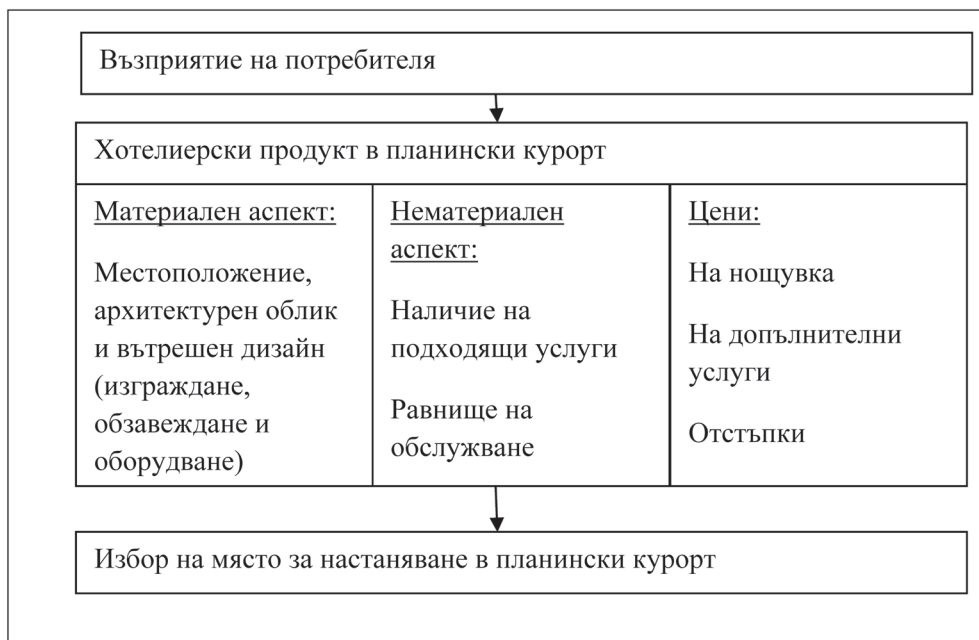 Възприятие на потребителя
Хотелиерски продукт в планински курорт
Материален аспект:
Местоположение,
архитектурен облик
и вътрешен дизайн
(изграждане,
обзавеждане и
оборудване)
Нематериален
аспект:
Наличие на
подходящи услуги
Равнище на
обслужване
Цени:
На нощувка
На допълнителни
услуги
Отстъпки
Избор на място за настаняване в планински курорт